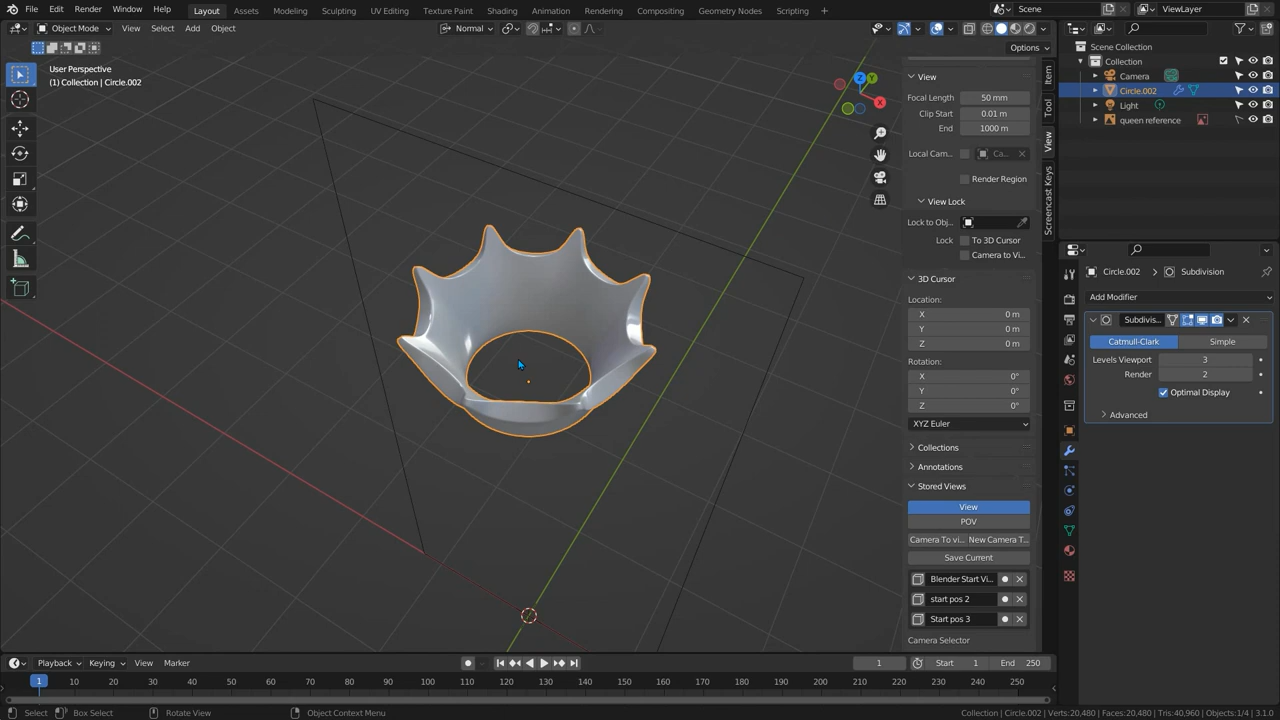 File Edit Render Window Help Layout Assets Modeling Sculpting UV Editing Texture Paint Shading Animation Rendering Compositing Geometry Nodes Scripting + Scene ViewLayer
Object Mode View Select Add Object Normal
Options
User Perspective
(1) Collection | Circle.002
Z Y X
View
Focal Length 50 mm
Clip Start 0.01 m
End 1000 m
Local Cam... Ca...
Render Region
View Lock
Lock to Obj...
Lock To 3D Cursor
Camera to Vi...
3D Cursor
Location:
X 0 m
Y 0 m
Z 0 m
Rotation:
X 0°
Y 0°
Z 0°
XYZ Euler
Collections
Annotations
Stored Views
View
POV
Camera To vi... New Camera T...
Save Current
Blender Start Vi...
start pos 2
Start pos 3
Camera Selector
Item
Tool
View
Screencast Keys
Scene Collection
Collection
Camera
Circle.002
Light
queen reference
Circle.002 > Subdivision
Add Modifier
Subdivis...
Catmull-Clark Simple
Levels Viewport 3
Render 2
Optimal Display
Advanced
Playback Keying View Marker 1 Start 1 End 250
1 10 20 30 40 50 60 70 80 90 100 110 120 130 140 150 160 170 180 190 200 210 220 230 240 250
Select Box Select Rotate View Object Context Menu Collection | Circle.002 | Verts:20,480 | Faces:20,480 | Tris:40,960 | Objects:1/4 | 3.1.0